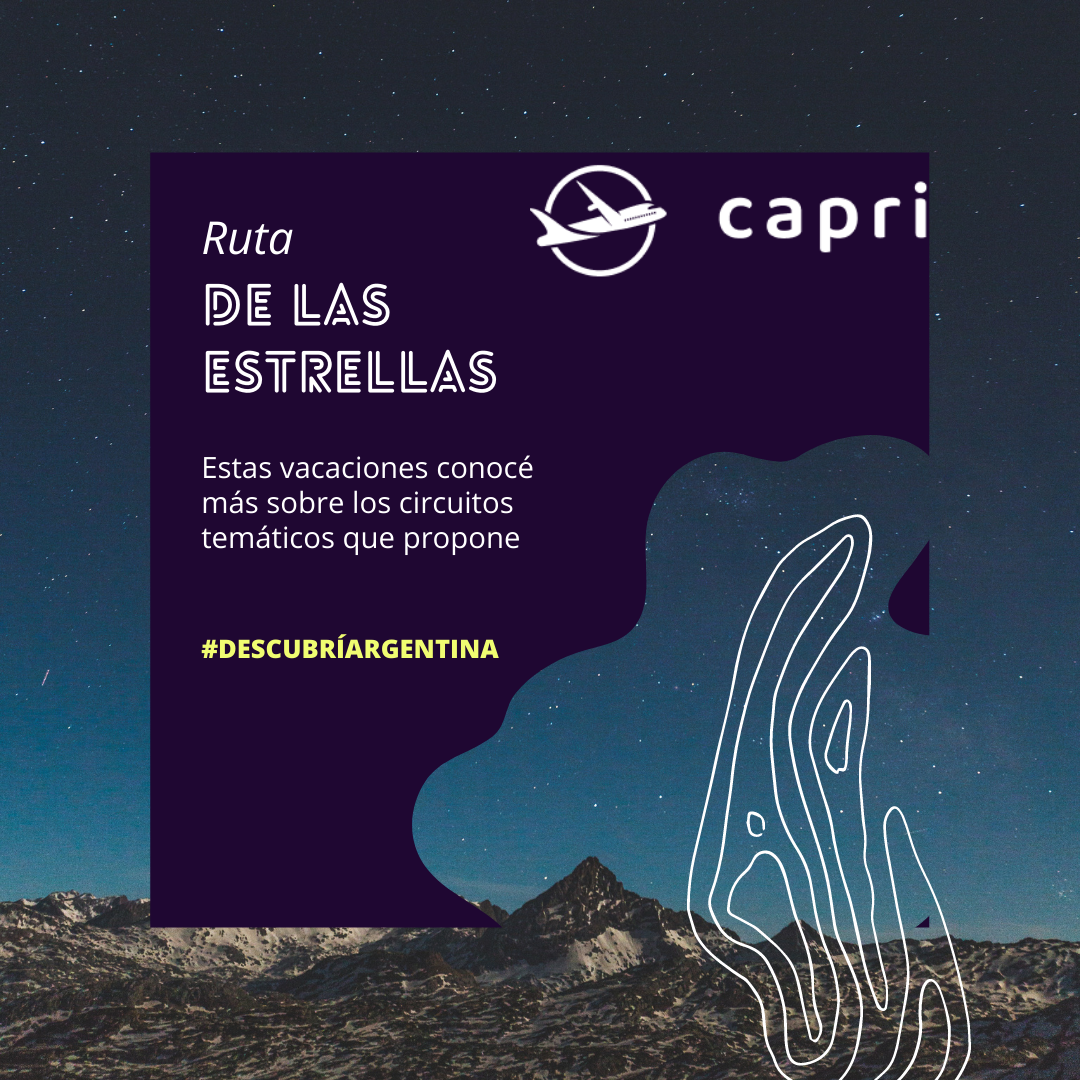 capri
Ruta
DE LAS
ESTRELLAS
Estas vacaciones conocé
más sobre los circuitos
temáticos que propone
#DESCUBRÍARGENTINA